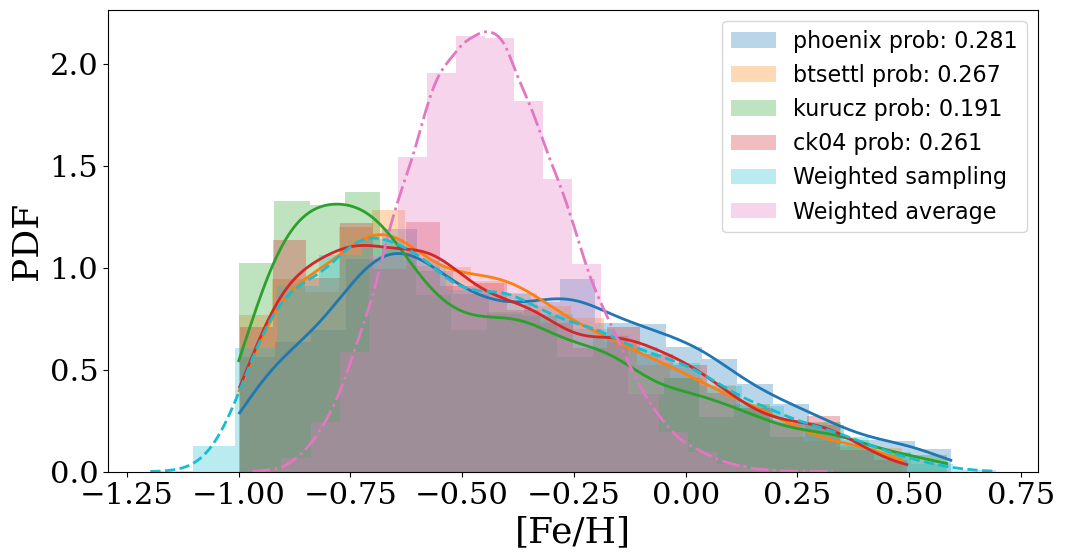 phoenix prob: 0.281
btsettl prob: 0.267
kurucz prob: 0.191
ck04 prob: 0.261
Weighted sampling
Weighted average
PDF
2.0
1.5
1.0
0.5
0.0
−1.25 −1.00 −0.75 −0.50 −0.25 0.00 0.25 0.50 0.75
[Fe/H]